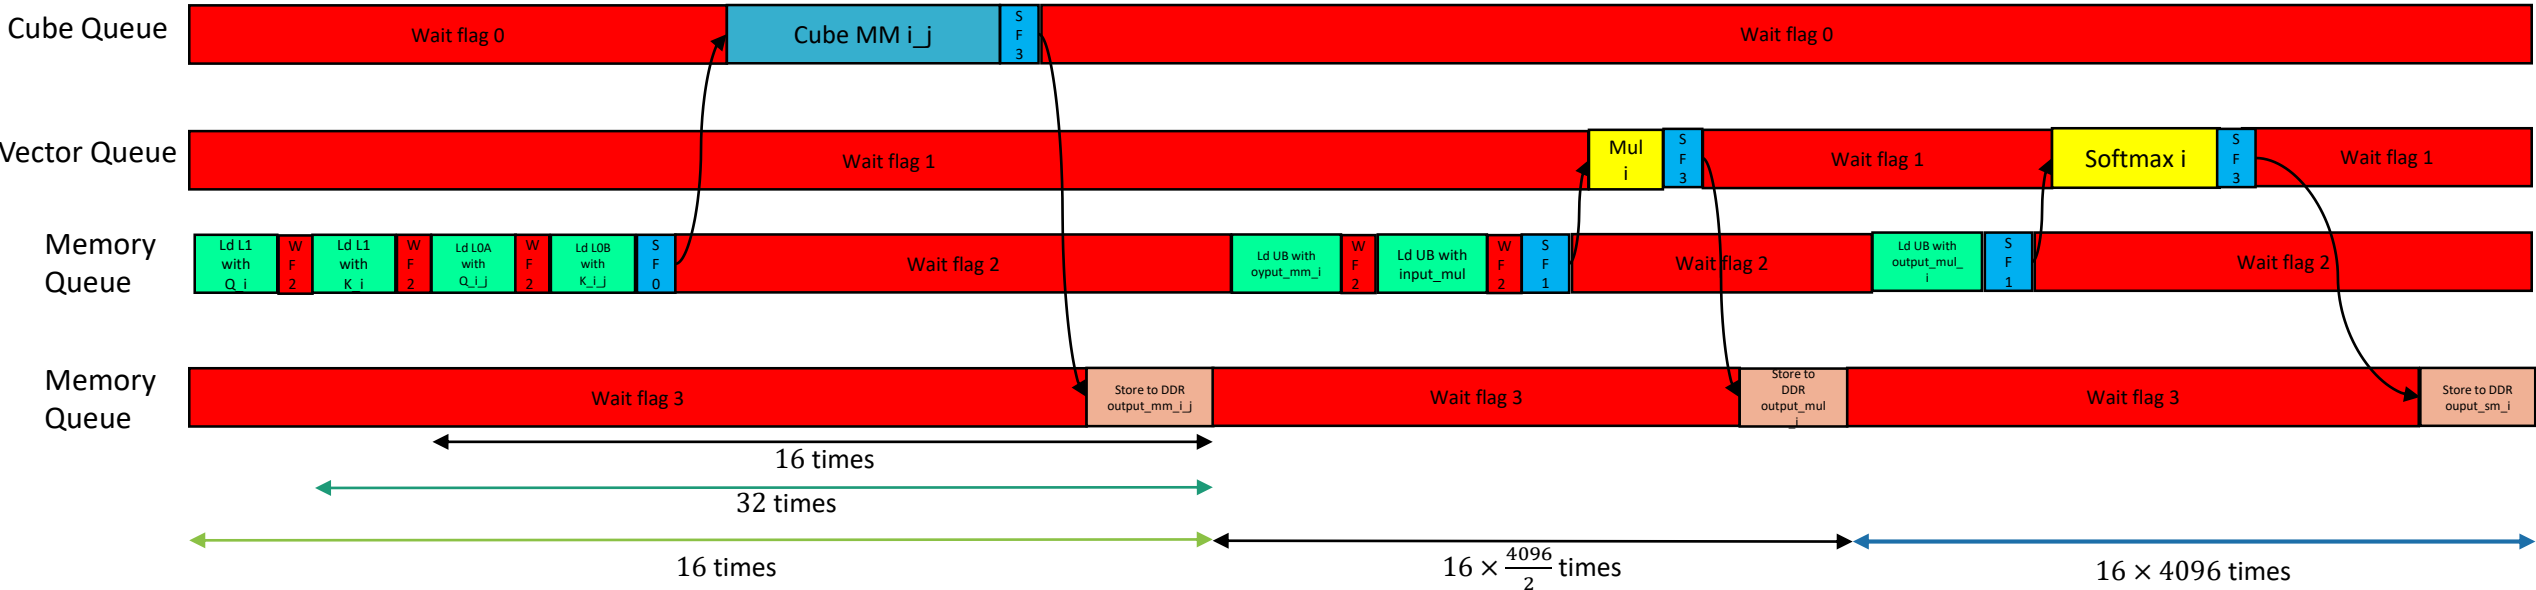 Cube Queue
Wait flag 0
Cube MM i_j
S
F
3
Wait flag 0
Vector Queue
Wait flag 1
Mul
i
S
F
3
Wait flag 1
Softmax i
S
F
3
Wait flag 1
Memory
Queue
Ld L1
with
Q_i
W
F
2
Ld L1
with
K_i
W
F
2
Ld L0A
with
Q_i_j
W
F
2
Ld L0B
with
K_i_j
S
F
0
Wait flag 2
Ld UB with
oyput_mm_i
W
F
2
Ld UB with
input_mul
W
F
2
S
F
1
Wait flag 2
Ld UB with
output_mul_
i
S
F
1
Wait flag 2
Memory
Queue
Wait flag 3
Store to DDR
output_mm_i_j
Wait flag 3
Store to
DDR
output_mul
_i
Wait flag 3
Store to DDR
ouput_sm_i
16 times
32 times
16 times
16 × 4096/2 times
16 × 4096 times